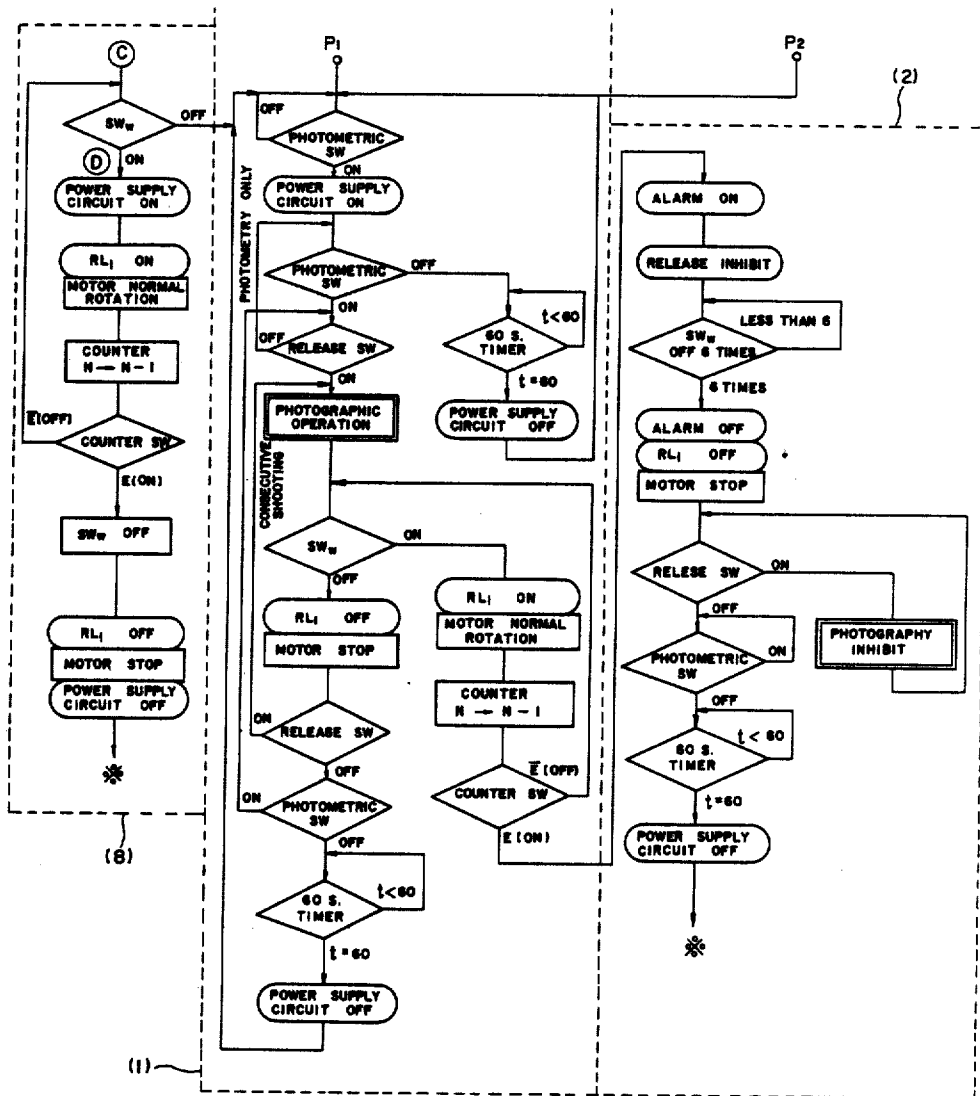 C
SWw
OFF
ON
D
POWER SUPPLY
CIRCUIT ON
RL1 ON
MOTOR NORMAL
ROTATION
COUNTER
N → N-1
E̅(OFF)
COUNTER SW
E(ON)
SWw OFF
RL1 OFF
MOTOR STOP
POWER SUPPLY
CIRCUIT OFF
※
(8)
P1
OFF
PHOTOMETRIC
SW
ON
POWER SUPPLY
CIRCUIT ON
PHOTOMETRY ONLY
PHOTOMETRIC
SW
OFF
ON
OFF
RELEASE SW
ON
PHOTOGRAPHIC
OPERATION
CONSECUTIVE
SHOOTING
t<60
60 S.
TIMER
t=60
POWER SUPPLY
CIRCUIT OFF
SWw
ON
OFF
RL1 OFF
MOTOR STOP
RL1 ON
MOTOR NORMAL
ROTATION
COUNTER
N → N-1
E̅(OFF)
COUNTER SW
E(ON)
ON
RELEASE SW
OFF
ON
PHOTOMETRIC
SW
OFF
t<60
60 S.
TIMER
t=60
POWER SUPPLY
CIRCUIT OFF
(1)
P2
(2)
ALARM ON
RELEASE INHIBIT
LESS THAN 6
SWw
OFF 6 TIMES
6 TIMES
ALARM OFF
RL1 OFF
MOTOR STOP
RELESE SW
ON
OFF
PHOTOGRAPHY
INHIBIT
PHOTOMETRIC
SW
ON
OFF
t<60
60 S.
TIMER
t=60
POWER SUPPLY
CIRCUIT OFF
※